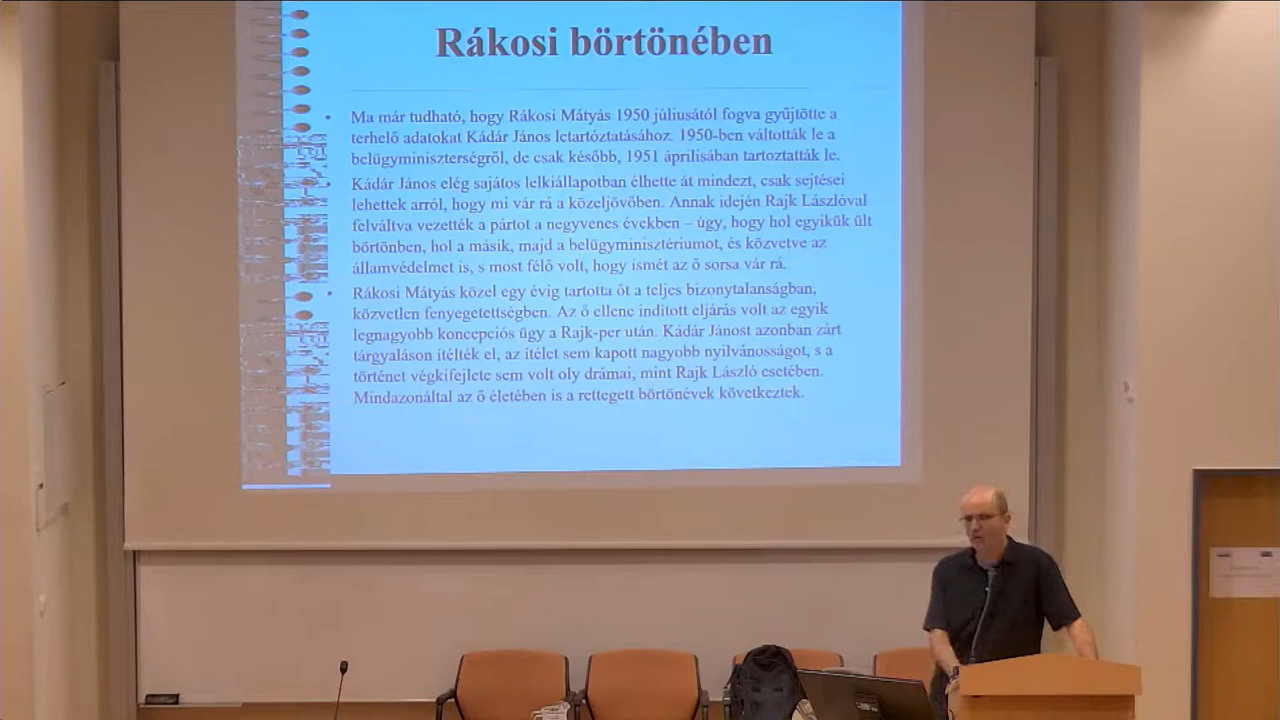 Rákosi börtönében
Ma már tudható, hogy Rákosi Mátyás 1950 júliusától fogva gyűjtötte a
terhelő adatokat Kádár János letartóztatásához. 1950-ben váltották le a
belügyminiszterségről, de csak később, 1951 áprilisában tartoztatták le.
Kádár János elég sajátos lelkiállapotban élhette át mindezt, csak sejtései
lehettek arról, hogy mi vár rá a közeljövőben. Annak idején Rajk Lászlóval
felváltva vezették a pártot a negyvenes években – úgy, hogy hol egyikük ült
börtönben, hol a másik, majd a belügyminisztériumot, és közvetve az
államvédelmet is, s most félő volt, hogy ismét az ő sorsa vár rá.
Rákosi Mátyás közel egy évig tartotta őt a teljes bizonytalanságban,
közvetlen fenyegetettségben. Az ő ellene indított eljárás volt az egyik
legnagyobb koncepciós ügy a Rajk-per után. Kádár Jánost azonban zárt
tárgyaláson ítélték el, az ítélet sem kapott nagyobb nyilvánosságot, s a
történet végkifejlete sem volt oly drámai, mint Rajk László esetében.
Mindazonáltal az ő életében is a rettegett börtönévek következtek.